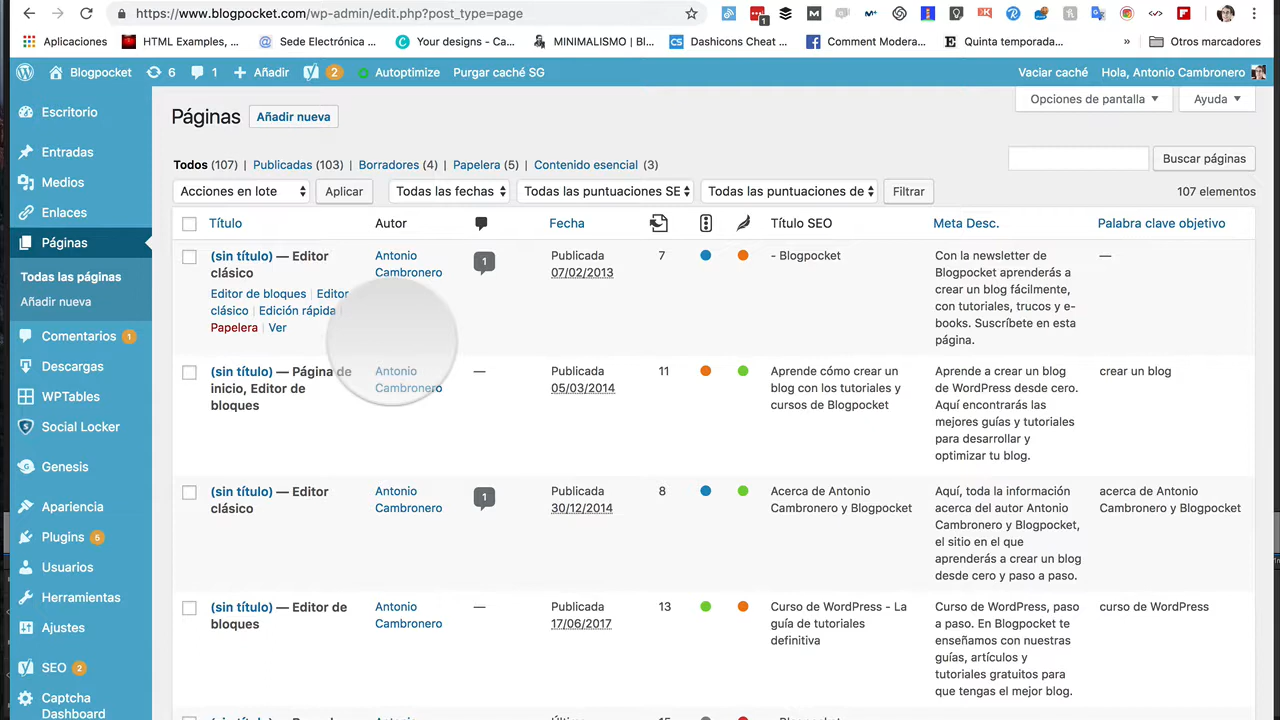 https://www.blogpocket.com/wp-admin/edit.php?post_type=page
Aplicaciones
HTML Examples, ...
Sede Electrónica ...
Your designs - Ca...
MINIMALISMO | Bl...
Dashicons Cheat ...
Comment Modera...
Quinta temporada...
»
Otros marcadores
Blogpocket
6
1
Añadir
2
Autoptimize
Purgar caché SG
Vaciar caché
Hola, Antonio Cambronero
Escritorio
Entradas
Medios
Enlaces
Páginas
Todas las páginas
Añadir nueva
Comentarios 1
Descargas
WPTables
Social Locker
Genesis
Apariencia
Plugins 5
Usuarios
Herramientas
Ajustes
SEO 2
Captcha
Dashboard
Páginas
Añadir nueva
Opciones de pantalla
Ayuda
Todos (107) | Publicadas (103) | Borradores (4) | Papelera (5) | Contenido esencial (3)
Buscar páginas
Acciones en lote
Aplicar
Todas las fechas
Todas las puntuaciones SE
Todas las puntuaciones de
Filtrar
107 elementos
Título
Autor
Fecha
Título SEO
Meta Desc.
Palabra clave objetivo
(sin título) — Editor
clásico
Editor de bloques | Editor
clásico | Edición rápida |
Papelera | Ver
Antonio
Cambronero
1
Publicada
07/02/2013
7
- Blogpocket
Con la newsletter de
Blogpocket aprenderás a
crear un blog fácilmente,
con tutoriales, trucos y e-
books. Suscríbete en esta
página.
—
(sin título) — Página de
inicio, Editor de
bloques
Antonio
Cambronero
—
Publicada
05/03/2014
11
Aprende cómo crear un
blog con los tutoriales y
cursos de Blogpocket
Aprende a crear un blog
de WordPress desde cero.
Aquí encontrarás las
mejores guías y tutoriales
para desarrollar y
optimizar tu blog.
crear un blog
(sin título) — Editor
clásico
Antonio
Cambronero
1
Publicada
30/12/2014
8
Acerca de Antonio
Cambronero y Blogpocket
Aquí, toda la información
acerca del autor Antonio
Cambronero y Blogpocket,
el sitio en el que
aprenderás a crear un blog
desde cero y paso a paso.
acerca de Antonio
Cambronero y Blogpocket
(sin título) — Editor de
bloques
Antonio
Cambronero
—
Publicada
17/06/2017
13
Curso de WordPress - La
guía de tutoriales
definitiva
Curso de WordPress, paso
a paso. En Blogpocket te
enseñamos con nuestras
guías, artículos y
tutoriales gratuitos para
que tengas el mejor blog.
curso de WordPress